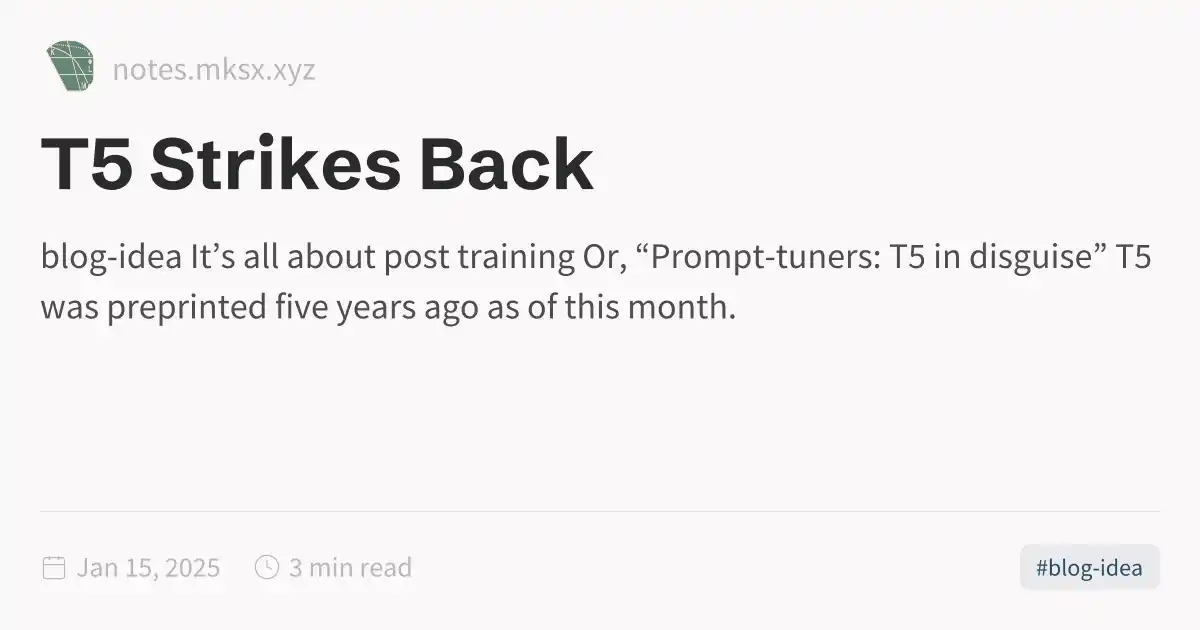 notes.mksx.xyz
T5 Strikes Back
blog-idea It’s all about post training Or, “Prompt-tuners: T5 in disguise” T5
was preprinted five years ago as of this month.
Jan 15, 2025
3 min read
#blog-idea